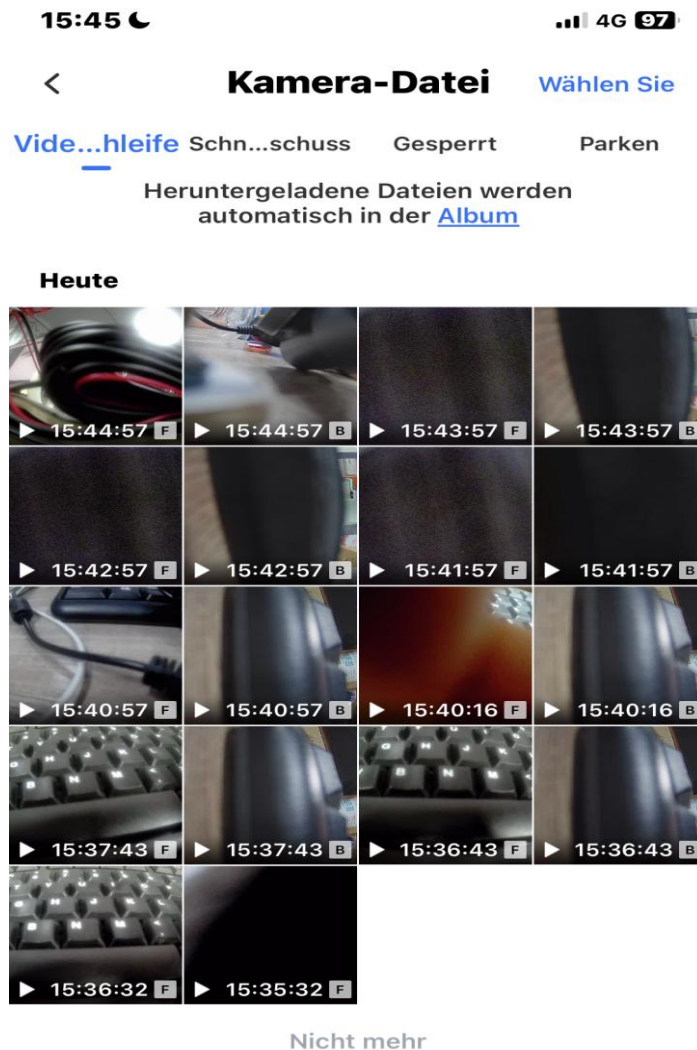 15:45
4G 97
Kamera-Datei
Wählen Sie
Vide...hleife Schn...schuss Gesperrt Parken
Heruntergeladene Dateien werden
automatisch in der Album
Heute
15:44:57 F 15:44:57 B 15:43:57 F 15:43:57 B
15:42:57 F 15:42:57 B 15:41:57 F 15:41:57 B
15:40:57 F 15:40:57 B 15:40:16 F 15:40:16 B
G H J K N
B N M
15:37:43 F 15:37:43 B 15:36:43 F 15:36:43 B
G H J
B N M
15:36:32 F 15:35:32 F
Nicht mehr